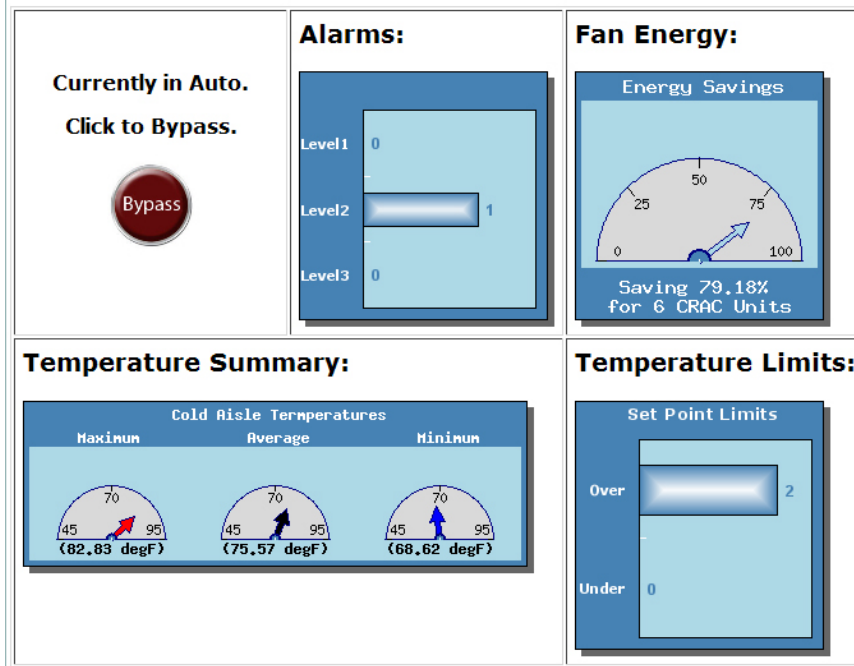 Currently in Auto.
Click to Bypass.
Bypass
Alarms:
Level1 0
Level2 1
Level3 0
Fan Energy:
Energy Savings
0 25 50 75 100
Saving 79.18%
for 6 CRAC Units
Temperature Summary:
Cold Aisle Termperatures
Maximum Average Minimum
70 70 70
45 95 45 95 45 95
(82.83 degF) (75.57 degF) (68.62 degF)
Temperature Limits:
Set Point Limits
Over 2
Under 0